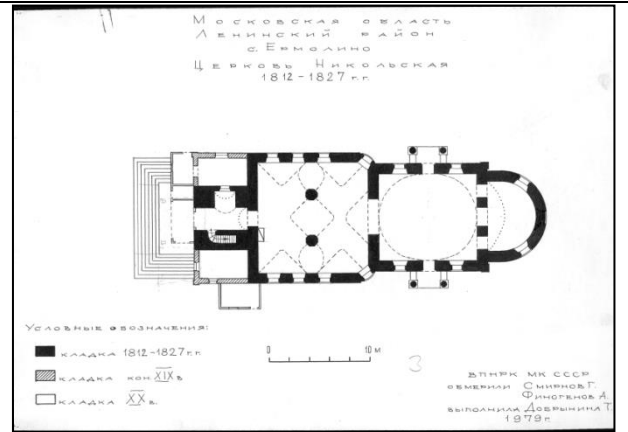 Московская область
Ленинский район
с. Ермолино
Церковь Никольская
1812-1827 г.г.
Условные обозначения:
кладка 1812-1827 г.г.
кладка кон. XIX в.
кладка XX в.
0 10 м
3
ВПНРК МК СССР
обмерили Смирнов Г.
Финогенов А.
выполнила Добрынина Т.
1979 г.